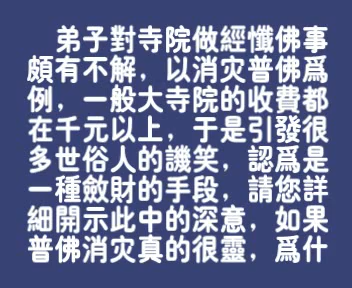 弟子對寺院做經懺佛事
頗有不解，以消灾普佛爲
例，一般大寺院的收費都
在千元以上，于是引發很
多世俗人的譏笑，認爲是
一種斂財的手段，請您詳
細開示此中的深意，如果
普佛消灾真的很靈，爲什